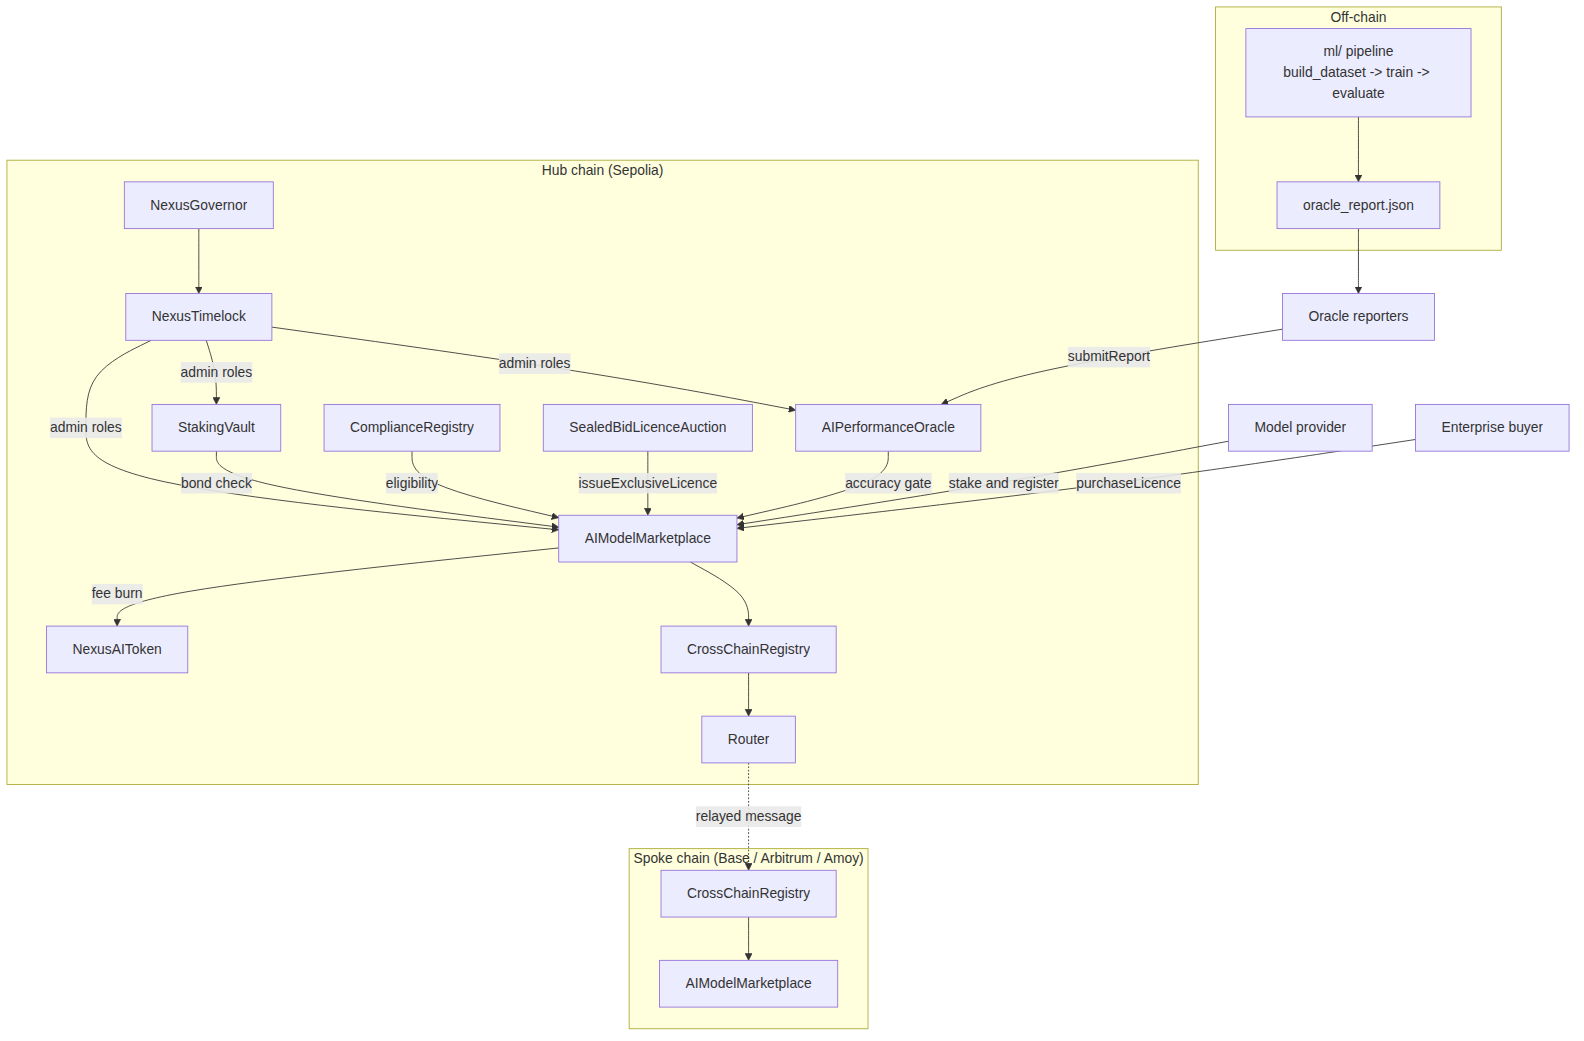 Off-chain
ml/ pipeline
build_dataset -> train ->
evaluate
Hub chain (Sepolia)
NexusGovernor
oracle_report.json
NexusTimelock
Oracle reporters
admin roles
submitReport
admin roles
admin roles
StakingVault
ComplianceRegistry
SealedBidLicenceAuction
AIPerformanceOracle
Model provider
Enterprise buyer
bond check
eligibility
issueExclusiveLicence
accuracy gate
stake and register
purchaseLicence
AIModelMarketplace
fee burn
NexusAIToken
CrossChainRegistry
Router
relayed message
Spoke chain (Base / Arbitrum / Amoy)
CrossChainRegistry
AIModelMarketplace